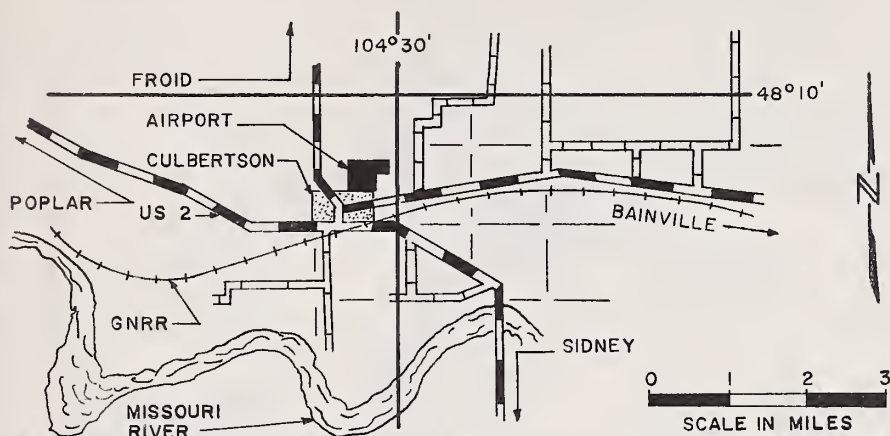 104°30'
FROID
48°10'
AIRPORT
CULBERTSON
POPLAR
US 2
BAINVILLE
N
GNRR
SIDNEY
MISSOURI
RIVER
0 1 2 3
SCALE IN MILES